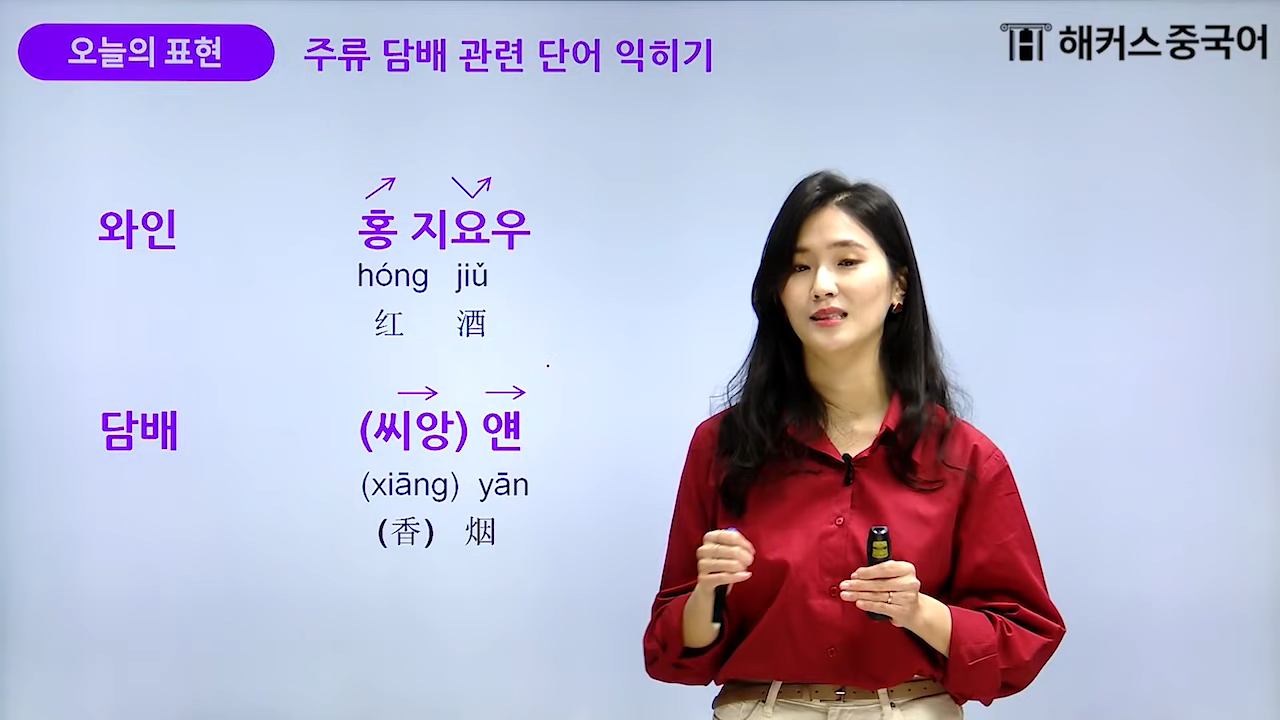 오늘의 표현
주류 담배 관련 단어 익히기
해커스중국어
와인
홍 지요우
hóng jiǔ
红 酒
담배
(씨앙) 얜
(xiāng) yān
(香) 烟